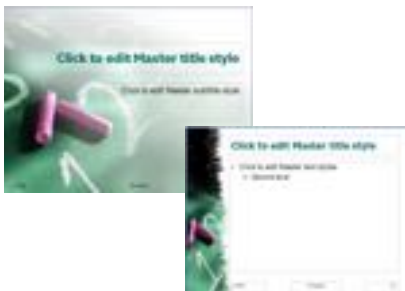 Click to edit Master title style
Click to edit Master subtitle style
Click to edit Master title style
• Click to edit Master text styles
• Second level